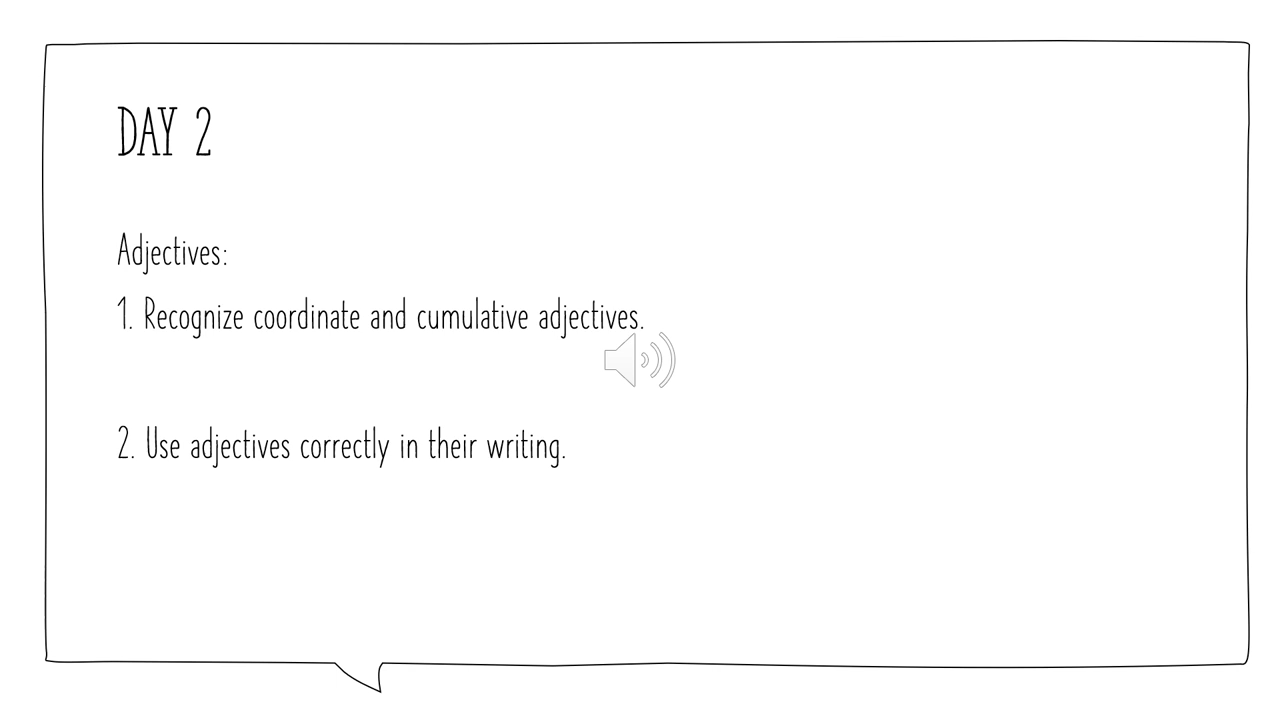 DAY 2
Adjectives:
1. Recognize coordinate and cumulative adjectives.
2. Use adjectives correctly in their writing.